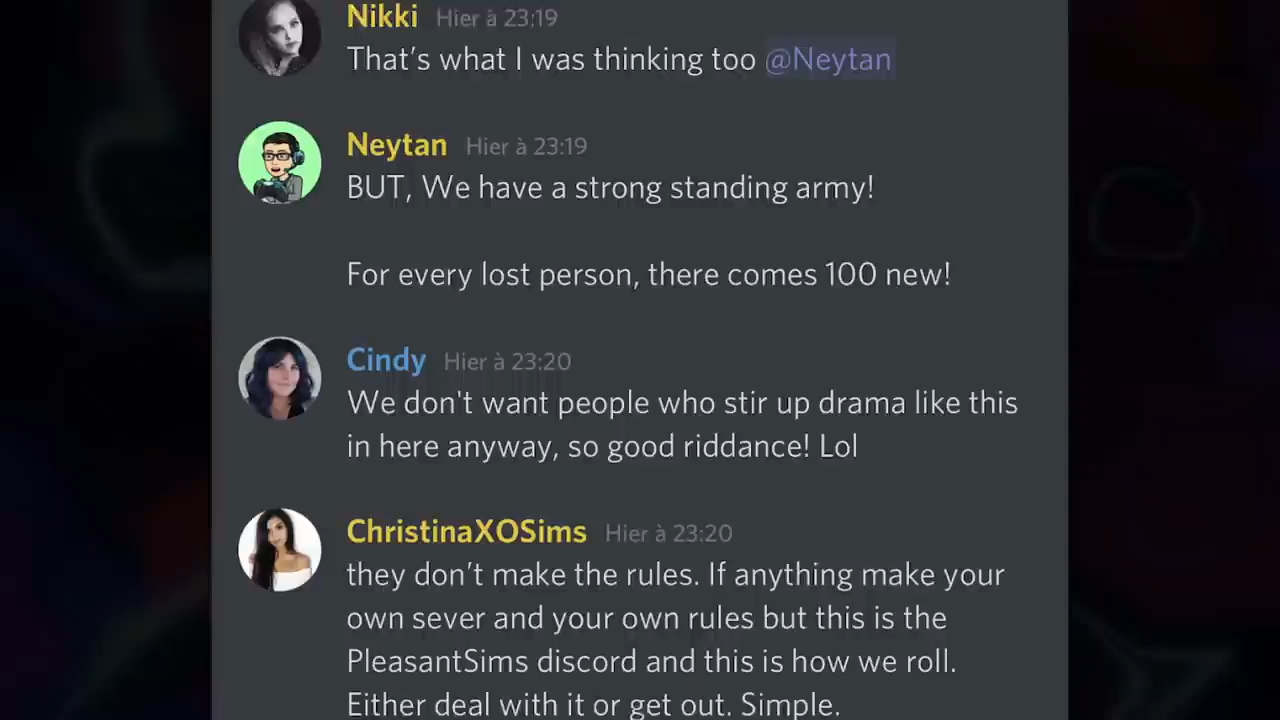 Nikki Hier à 23:19
That’s what I was thinking too @Neytan
Neytan Hier à 23:19
BUT, We have a strong standing army!
For every lost person, there comes 100 new!
Cindy Hier à 23:20
We don't want people who stir up drama like this
in here anyway, so good riddance! Lol
ChristinaXOSims Hier à 23:20
they don’t make the rules. If anything make your
own sever and your own rules but this is the
PleasantSims discord and this is how we roll.
Either deal with it or get out. Simple.